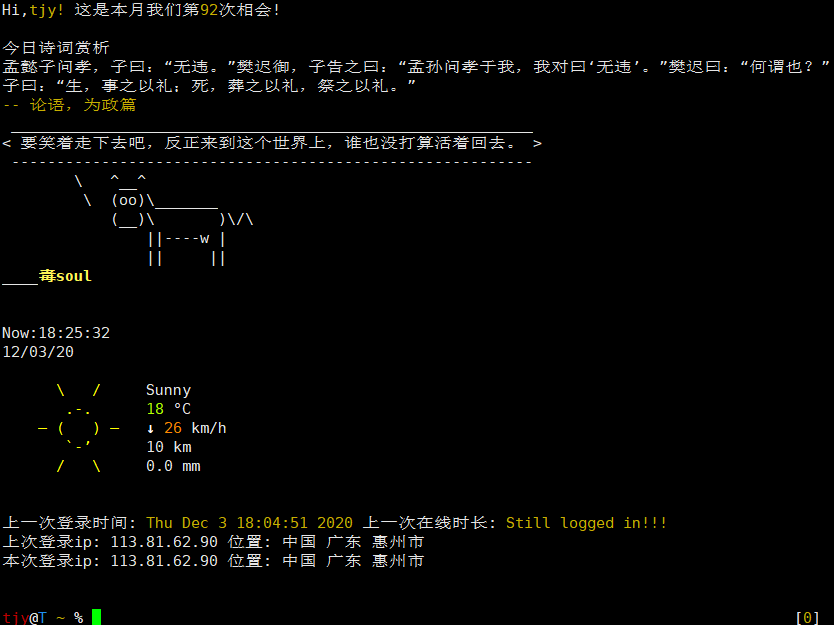 Hi,tjy! 这是本月我们第92次相会!
今日诗词赏析
孟懿子问孝，子曰：“无违。”樊迟御，子告之曰：“孟孙问孝于我，我对曰‘无违’。”樊迟曰：“何谓也？”
子曰：“生，事之以礼；死，葬之以礼，祭之以礼。”
-- 论语，为政篇
 __________________________________________________________
< 要笑着走下去吧，反正来到这个世界上，谁也没打算活着回去。 >
 ----------------------------------------------------------
        \   ^__^
         \  (oo)\_______
            (__)\       )\/\
                ||----w |
                ||     ||
____毒soul
Now:18:25:32
12/03/20
      \   /     Sunny
       .-.      18 °C
    ― (   ) ―   ↓ 26 km/h
       `-’      10 km
      /   \     0.0 mm
上一次登录时间: Thu Dec 3 18:04:51 2020 上一次在线时长: Still logged in!!!
上次登录ip: 113.81.62.90 位置: 中国 广东 惠州市
本次登录ip: 113.81.62.90 位置: 中国 广东 惠州市
tjy@T ~ % [0]